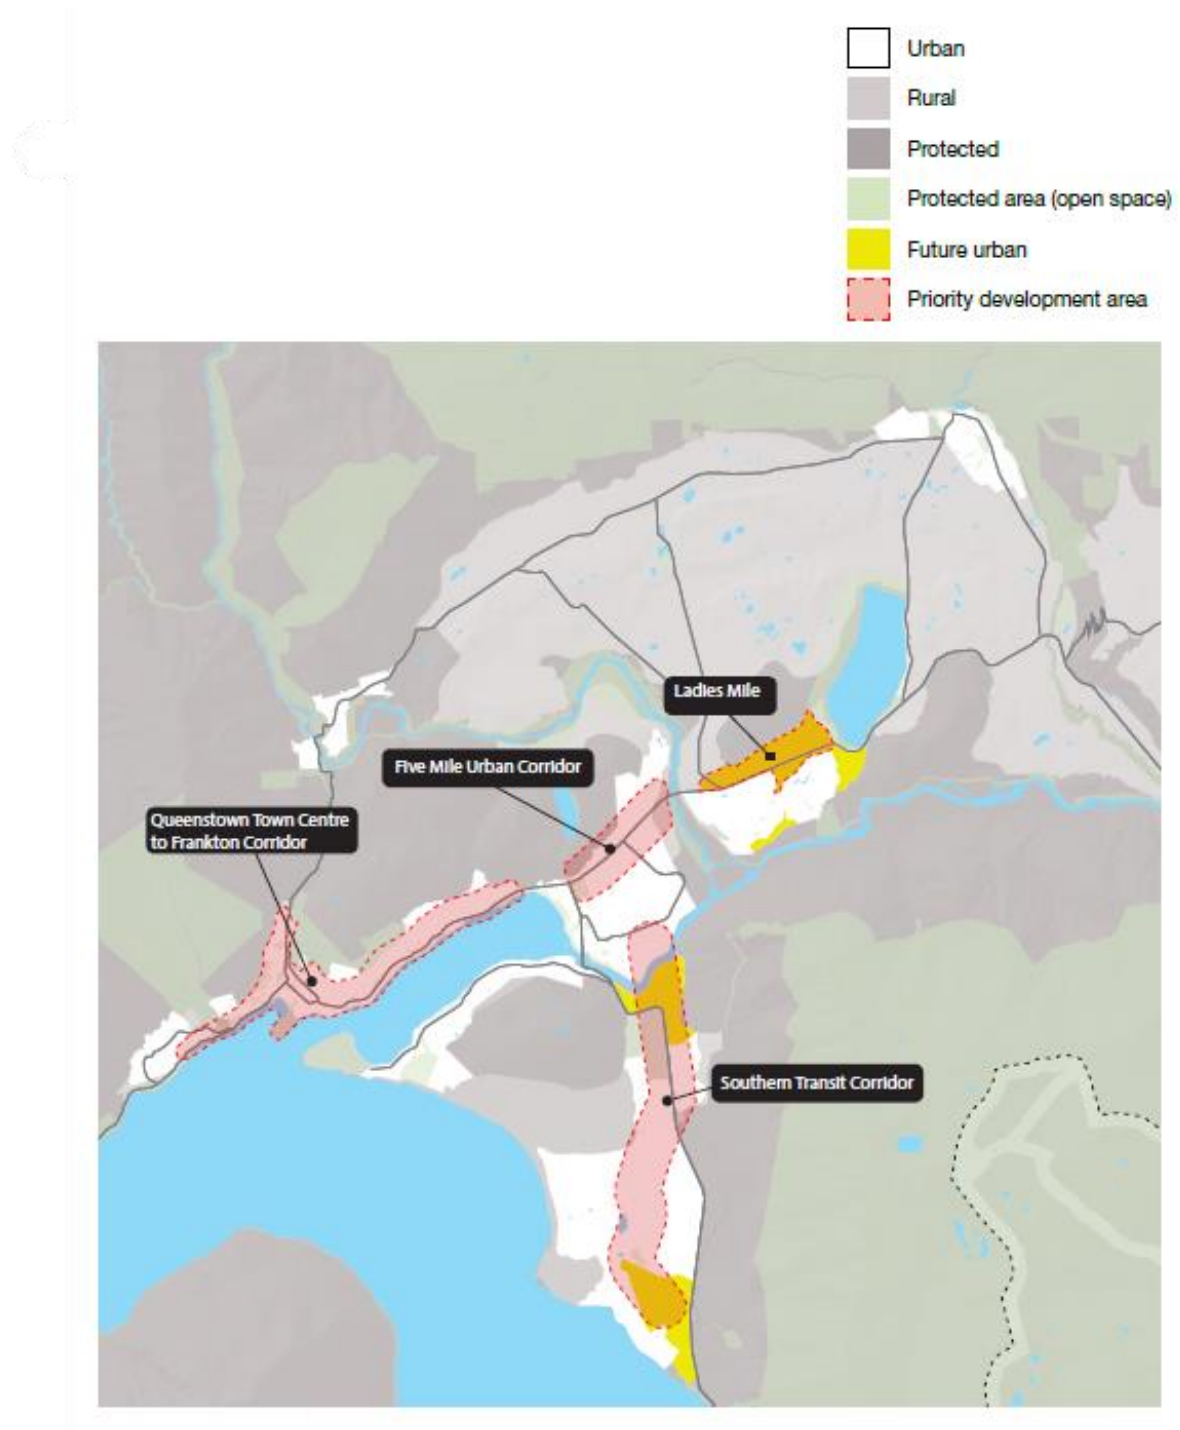 Urban
Rural
Protected
Protected area (open space)
Future urban
Priority development area
Ladies Mile
Five Mile Urban Corridor
Queenstown Town Centre
to Frankton Corridor
Southern Transit Corridor